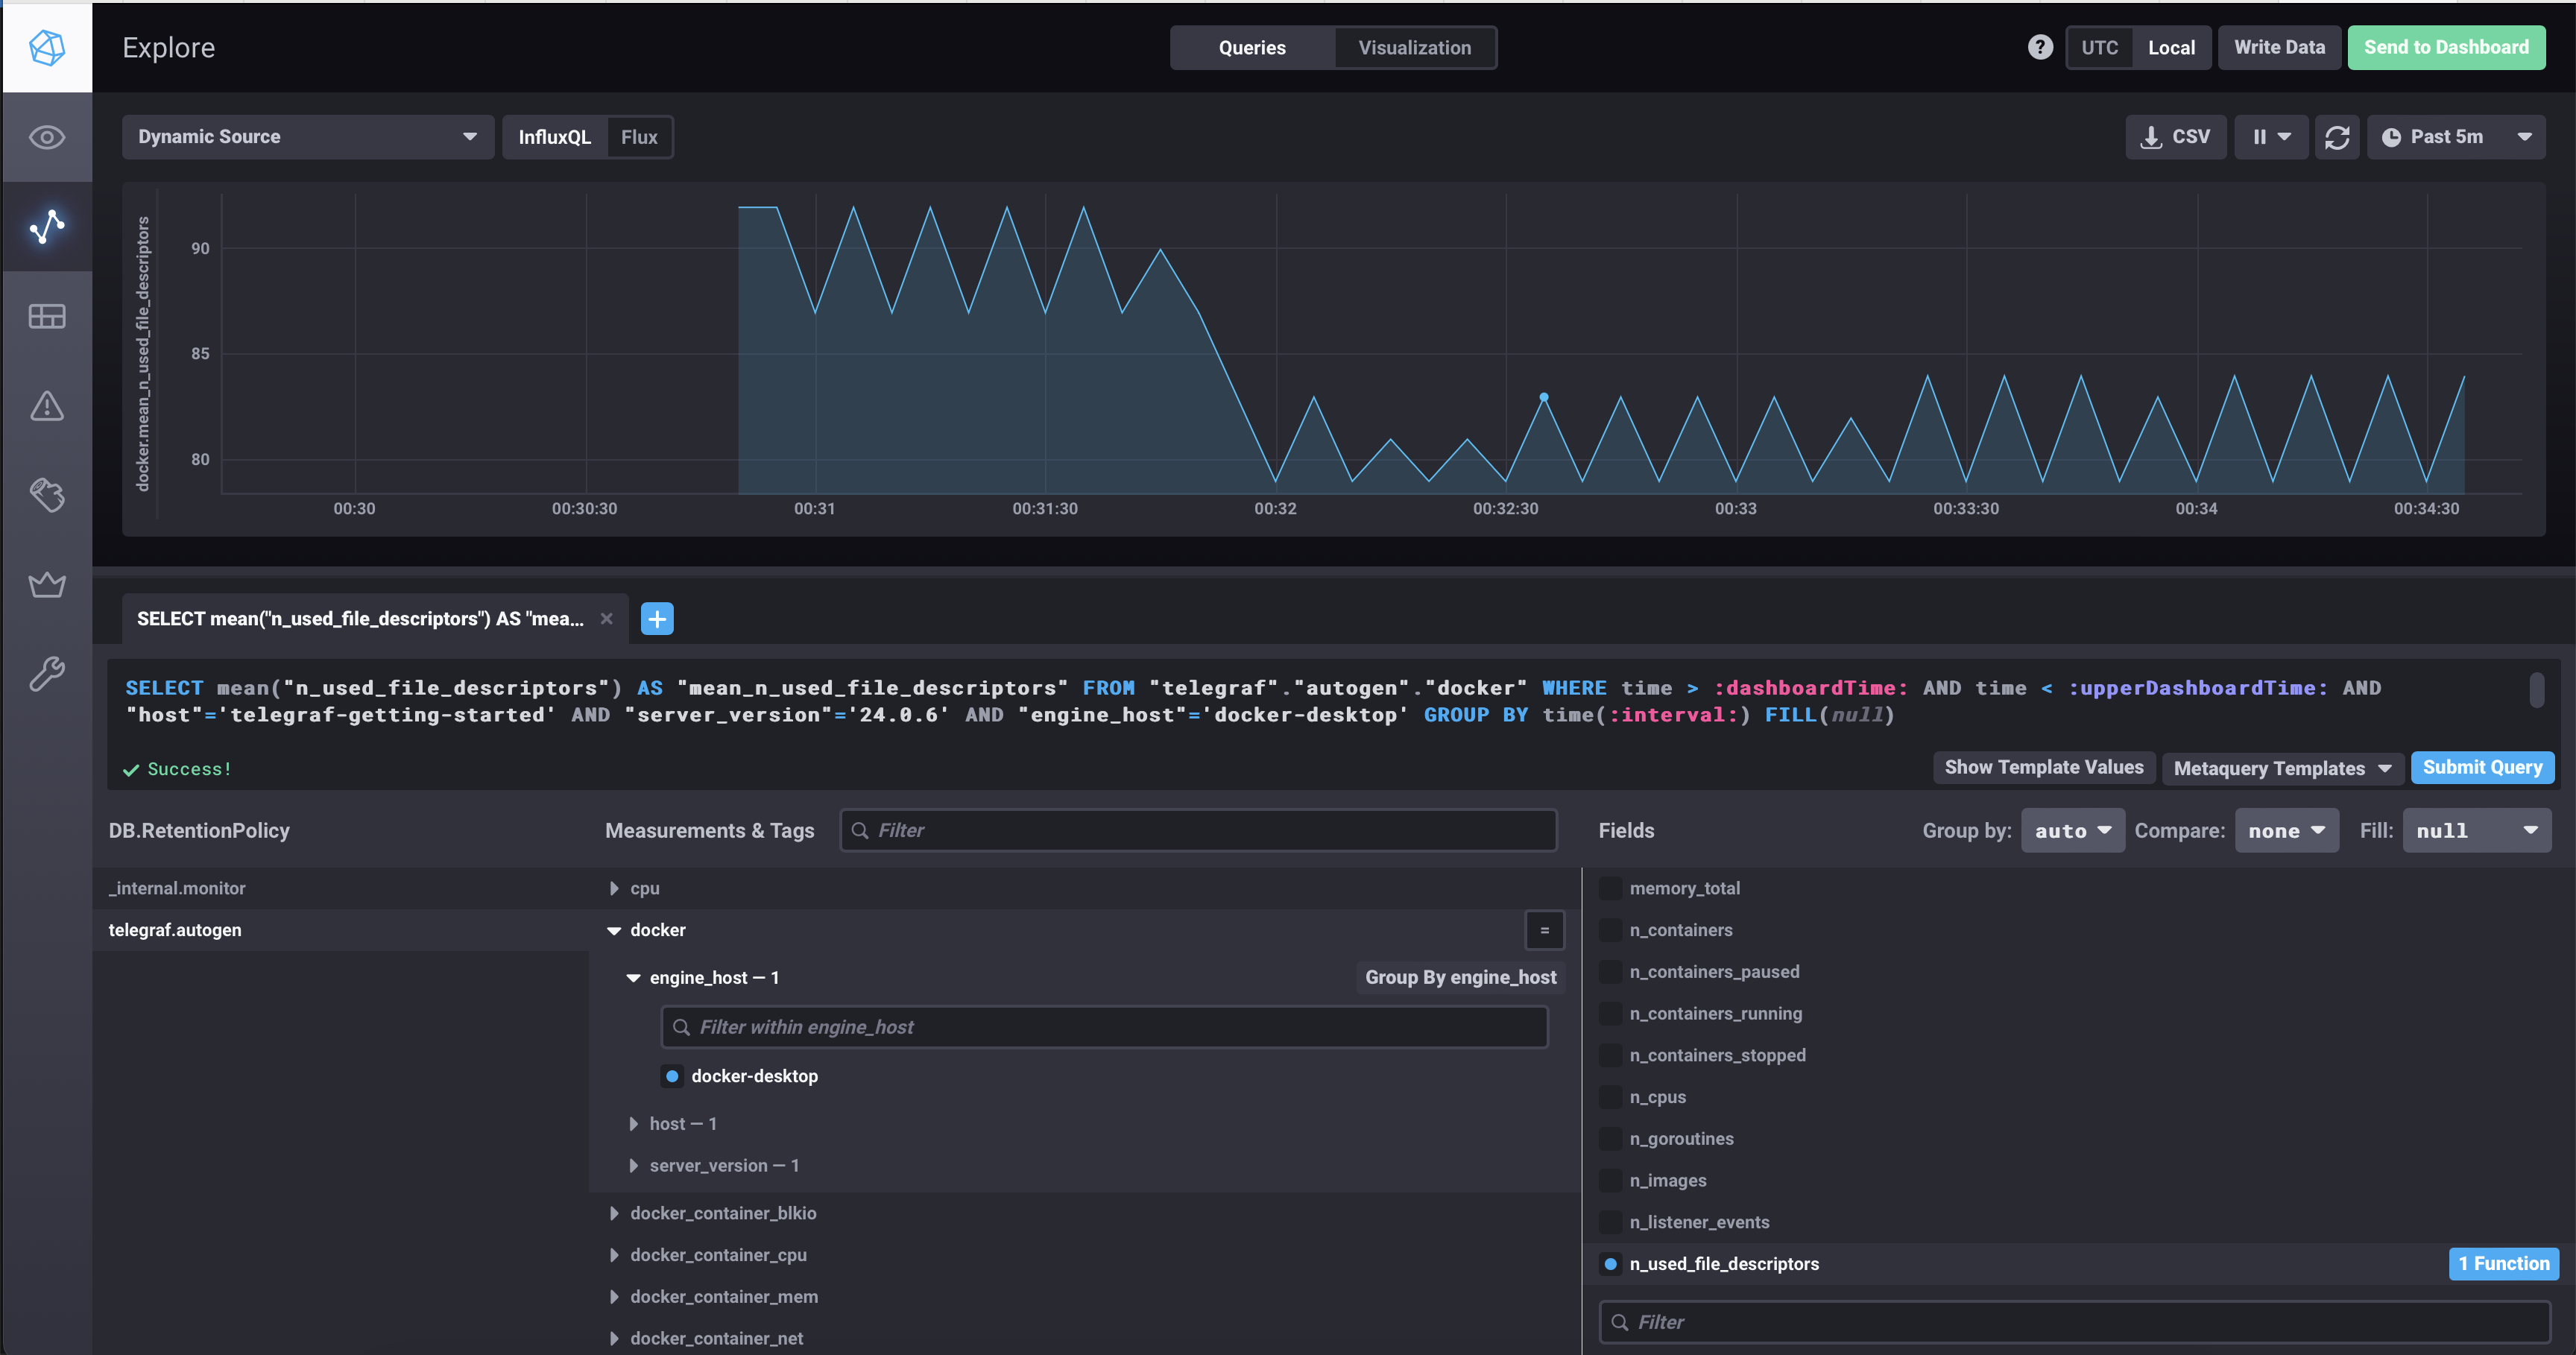 Explore
Queries
Visualization
?
UTC
Local
Write Data
Send to Dashboard
Dynamic Source
InfluxQL
Flux
CSV
Past 5m
docker.mean_n_used_file_descriptors
90
85
80
00:30
00:30:30
00:31
00:31:30
00:32
00:32:30
00:33
00:33:30
00:34
00:34:30
SELECT mean("n_used_file_descriptors") AS "mea...
SELECT mean("n_used_file_descriptors") AS "mean_n_used_file_descriptors" FROM "telegraf"."autogen"."docker" WHERE time > :dashboardTime: AND time < :upperDashboardTime: AND
"host"='telegraf-getting-started' AND "server_version"='24.0.6' AND "engine_host"='docker-desktop' GROUP BY time(:interval:) FILL(null)
Success!
Show Template Values
Metaquery Templates
Submit Query
DB.RetentionPolicy
_internal.monitor
telegraf.autogen
Measurements & Tags
Filter
cpu
docker
=
engine_host — 1
Group By engine_host
Filter within engine_host
docker-desktop
host — 1
server_version — 1
docker_container_blkio
docker_container_cpu
docker_container_mem
docker_container_net
Fields
Group by: auto
Compare: none
Fill: null
memory_total
n_containers
n_containers_paused
n_containers_running
n_containers_stopped
n_cpus
n_goroutines
n_images
n_listener_events
n_used_file_descriptors
1 Function
Filter